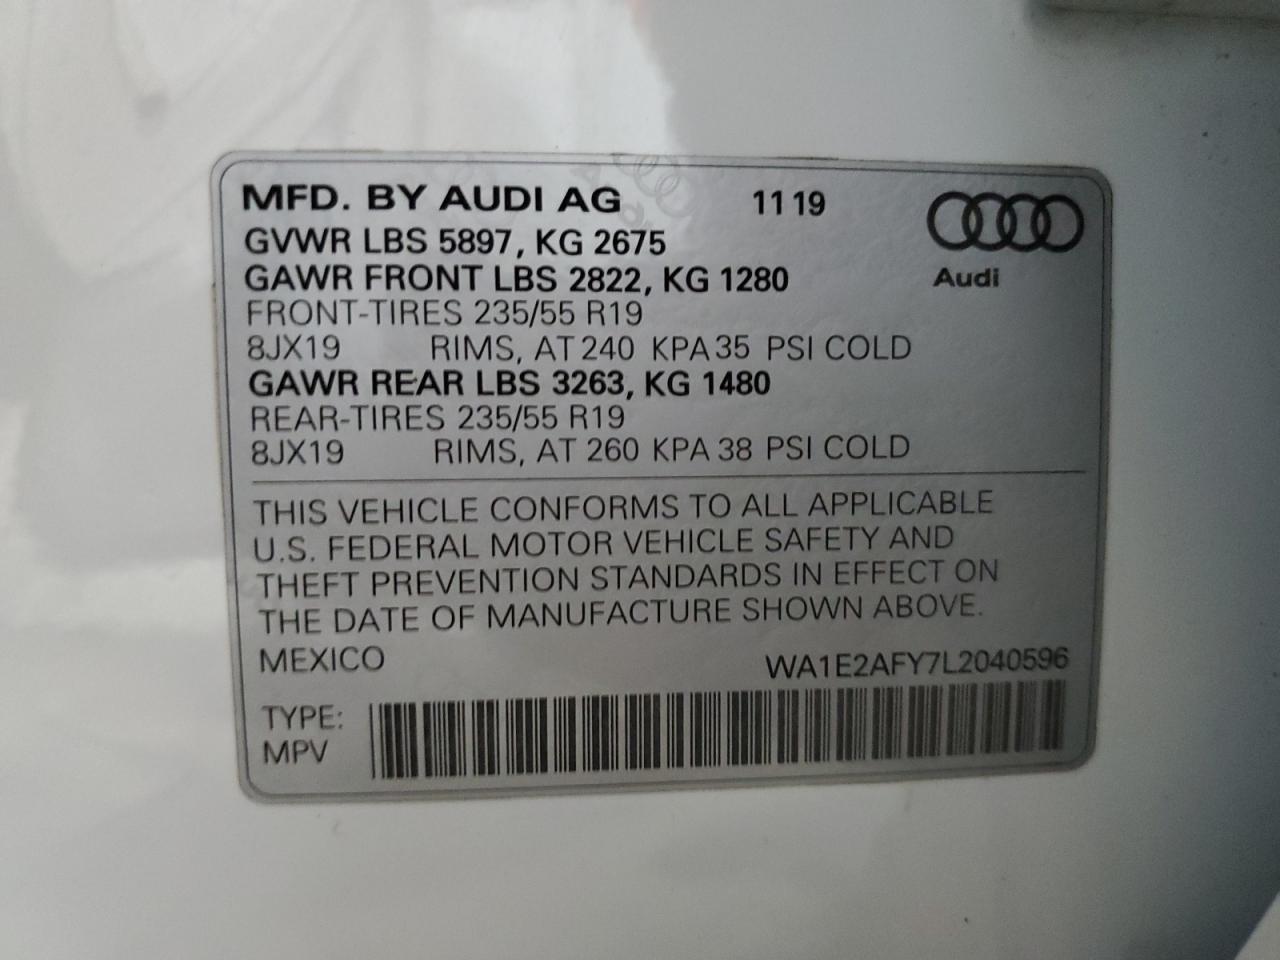 MFD. BY AUDI AG 11 19
Audi
GVWR LBS 5897, KG 2675
GAWR FRONT LBS 2822, KG 1280
FRONT-TIRES 235/55 R19
8JX19 RIMS, AT 240 KPA 35 PSI COLD
GAWR REAR LBS 3263, KG 1480
REAR-TIRES 235/55 R19
8JX19 RIMS, AT 260 KPA 38 PSI COLD
THIS VEHICLE CONFORMS TO ALL APPLICABLE
U.S. FEDERAL MOTOR VEHICLE SAFETY AND
THEFT PREVENTION STANDARDS IN EFFECT ON
THE DATE OF MANUFACTURE SHOWN ABOVE.
MEXICO WA1E2AFY7L2040596
TYPE:
MPV